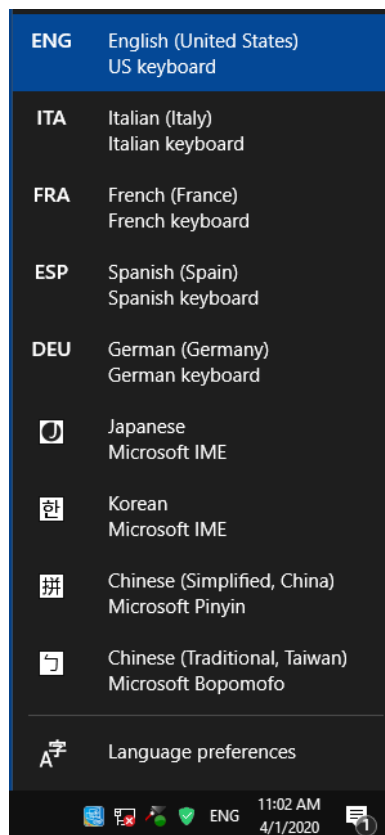 ENG English (United States)
US keyboard
ITA Italian (Italy)
Italian keyboard
FRA French (France)
French keyboard
ESP Spanish (Spain)
Spanish keyboard
DEU German (Germany)
German keyboard
Japanese
Microsoft IME
한 Korean
Microsoft IME
拼 Chinese (Simplified, China)
Microsoft Pinyin
ㄅ Chinese (Traditional, Taiwan)
Microsoft Bopomofo
A字 Language preferences
ENG 11:02 AM
4/1/2020 1